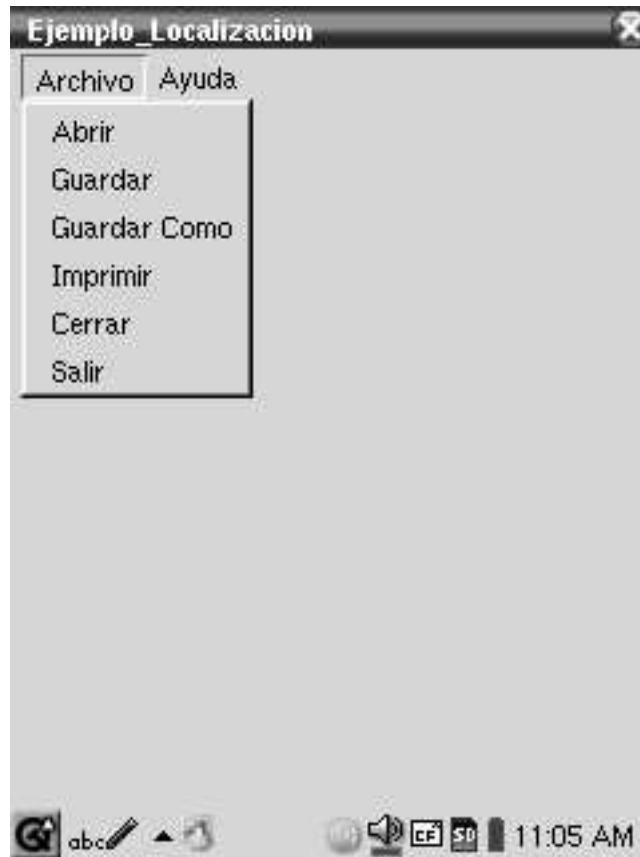 Ejemplo_Localizacion
Archivo Ayuda
Abrir
Guardar
Guardar Como
Imprimir
Cerrar
Salir
abc CF SD 11:05 AM